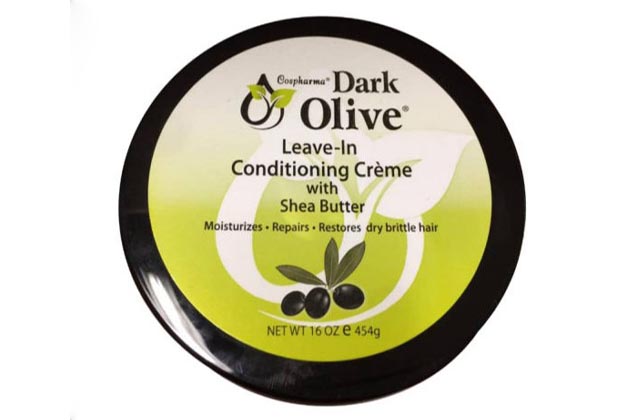 Cospharma® Dark
Olive®
Leave-In
Conditioning Crème
with
Shea Butter
Moisturizes • Repairs • Restores dry brittle hair
NET WT 16 OZ e 454g